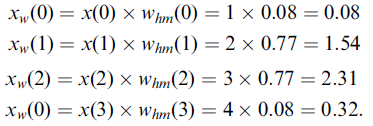 x_w(0) = x(0) × w_hm(0) = 1 × 0.08 = 0.08
x_w(1) = x(1) × w_hm(1) = 2 × 0.77 = 1.54
x_w(2) = x(2) × w_hm(2) = 3 × 0.77 = 2.31
x_w(0) = x(3) × w_hm(3) = 4 × 0.08 = 0.32.